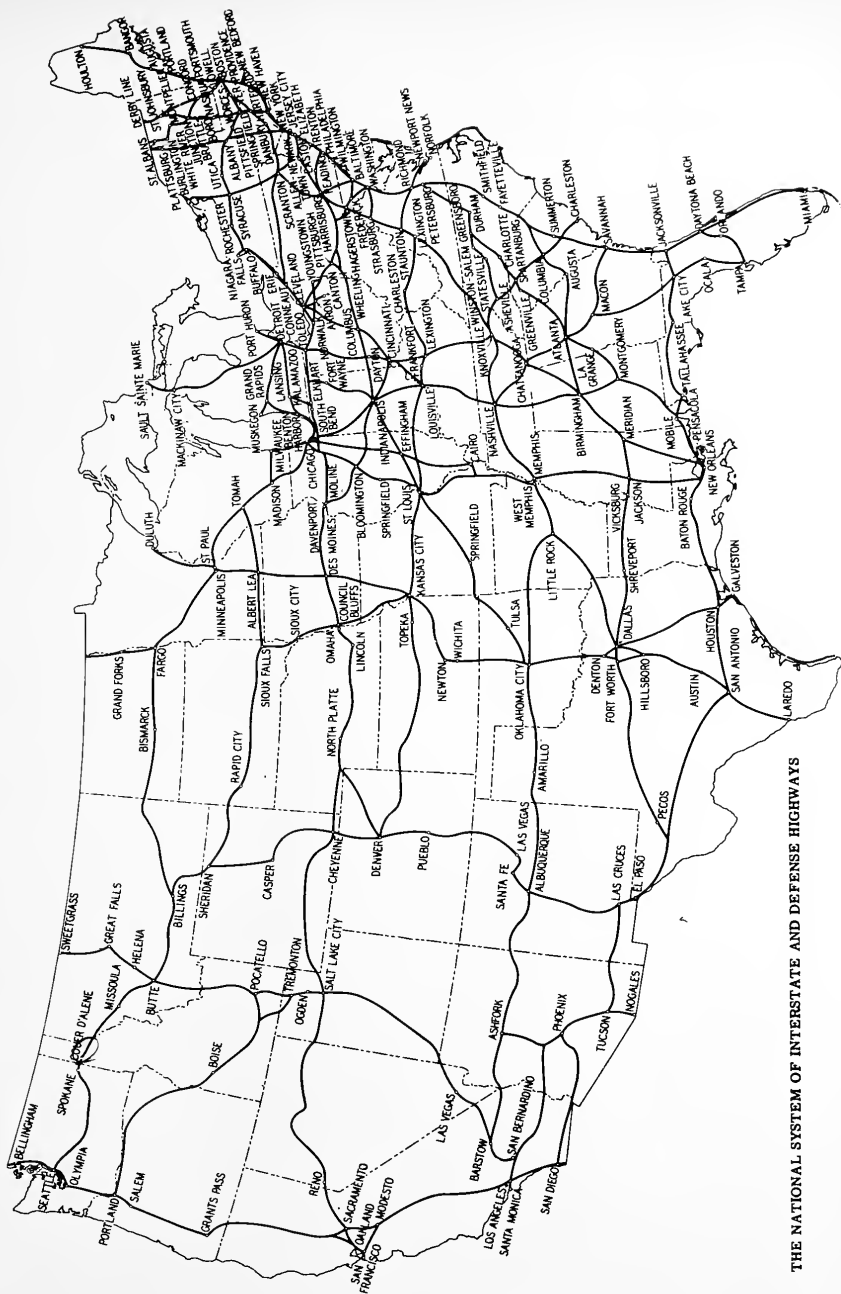 THE NATIONAL SYSTEM OF INTERSTATE AND DEFENSE HIGHWAYS
BELLINGHAM
SEATTLE
OLYMPIA
SPOKANE
PORTLAND
SALEM
GRANTS PASS
COUER D'ALENE
MISSOULA
SWEETGRASS
GREAT FALLS
HELENA
BUTTE
BILLINGS
BOISE
POCATELLO
TREMONTON
OGDEN
SALT LAKE CITY
RENO
SACRAMENTO
SAN FRANCISCO
OAKLAND
MODESTO
LAS VEGAS
BARSTOW
SAN BERNARDINO
LOS ANGELES
SANTA MONICA
SAN DIEGO
ASHFORK
PHOENIX
TUCSON
NOGALES
SHERIDAN
CASPER
CHEYENNE
DENVER
PUEBLO
LAS VEGAS
SANTA FE
ALBUQUERQUE
LAS CRUCES
EL PASO
PECOS
GRAND FORKS
FARGO
BISMARCK
RAPID CITY
SIOUX FALLS
SIOUX CITY
NORTH PLATTE
OMAHA
LINCOLN
COUNCIL BLUFFS
TOPEKA
KANSAS CITY
NEWTON
WICHITA
TULSA
OKLAHOMA CITY
AMARILLO
DENTON
FORT WORTH
DALLAS
HILLSBORO
AUSTIN
SAN ANTONIO
LAREDO
HOUSTON
GALVESTON
DULUTH
ST PAUL
MINNEAPOLIS
ALBERT LEA
TOMAH
MADISON
MILWAUKEE
DES MOINES
DAVENPORT
MOLINE
CHICAGO
BLOOMINGTON
SPRINGFIELD
ST LOUIS
EFFINGHAM
INDIANAPOLIS
CAIRO
SPRINGFIELD
WEST MEMPHIS
MEMPHIS
LITTLE ROCK
SHREVEPORT
VICKSBURG
JACKSON
BATON ROUGE
NEW ORLEANS
SAULT SAINTE MARIE
MACKINAW CITY
MUSKEGON
GRAND RAPIDS
LANSING
PORT HURON
DETROIT
BENTON HARBOR
KALAMAZOO
SOUTH BEND
ELKHART
FORT WAYNE
TOLEDO
NORWALK
CONNEAUT
ERIE
CLEVELAND
YOUNGSTOWN
AKRON
CANTON
PITTSBURGH
COLUMBUS
WHEELING
DAYTON
CINCINNATI
CHARLESTON
LOUISVILLE
FRANKFORT
LEXINGTON
NASHVILLE
KNOXVILLE
CHATTANOOGA
BIRMINGHAM
MERIDIAN
MOBILE
PENSACOLA
LA GRANGE
MONTGOMERY
ATLANTA
MACON
TALLAHASSEE
LAKE CITY
JACKSONVILLE
DAYTONA BEACH
ORLANDO
OCALA
TAMPA
MIAMI
SAVANNAH
AUGUSTA
COLUMBIA
CHARLESTON
SUMMERTON
GREENVILLE
SPARTANBURG
ASHEVILLE
CHARLOTTE
STATESVILLE
WINSTON-SALEM
GREENSBORO
DURHAM
FAYETTEVILLE
SMITHFIELD
PETERSBURG
LEXINGTON
STAUNTON
STRASBURG
RICHMOND
NORFOLK
NEWPORT NEWS
WASHINGTON
BALTIMORE
FREDERICK
HAGERSTOWN
HARRISBURG
WILMINGTON
PHILADELPHIA
READING
TRENTON
EASTON
ELIZABETH
ALLENTOWN
NEWARK
JERSEY CITY
NEW YORK
SCRANTON
NIAGARA FALLS
BUFFALO
ROCHESTER
SYRACUSE
UTICA
ALBANY
PITTSFIELD
SPRINGFIELD
DANBURY
NEW HAVEN
PROVIDENCE
NEW BEDFORD
BOSTON
LOWELL
NASHUA
CONCORD
PORTSMOUTH
PORTLAND
AUGUSTA
BANGOR
HOULTON
DERBY LINE
ST JOHNSBURY
MONTPELIER
ST ALBANS
PLATTSBURG
BURLINGTON
WHITE RIVER JUNCTION